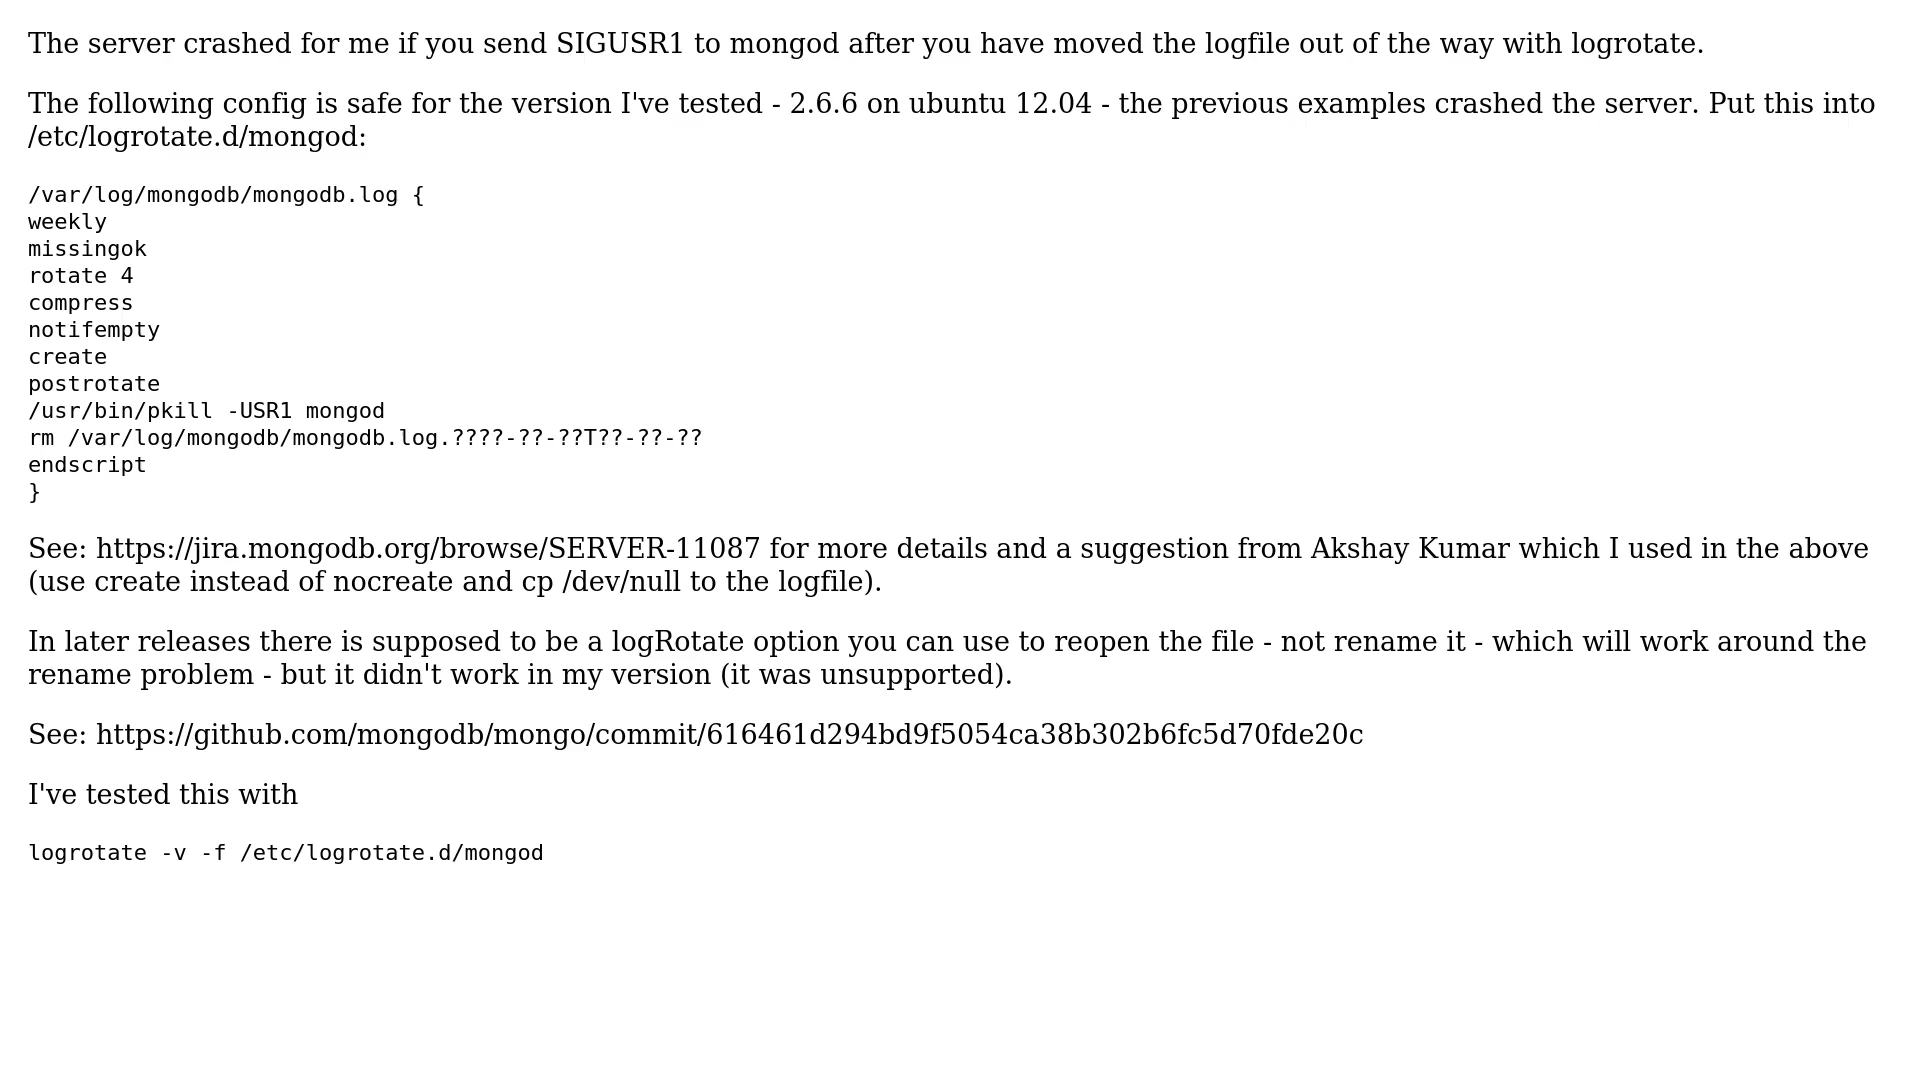 The server crashed for me if you send SIGUSR1 to mongod after you have moved the logfile out of the way with logrotate.
The following config is safe for the version I've tested - 2.6.6 on ubuntu 12.04 - the previous examples crashed the server. Put this into
/etc/logrotate.d/mongod:
/var/log/mongodb/mongodb.log {
weekly
missingok
rotate 4
compress
notifempty
create
postrotate
/usr/bin/pkill -USR1 mongod
rm /var/log/mongodb/mongodb.log.????-??-??T??-??-??
endscript
}
See: https://jira.mongodb.org/browse/SERVER-11087 for more details and a suggestion from Akshay Kumar which I used in the above
(use create instead of nocreate and cp /dev/null to the logfile).
In later releases there is supposed to be a logRotate option you can use to reopen the file - not rename it - which will work around the
rename problem - but it didn't work in my version (it was unsupported).
See: https://github.com/mongodb/mongo/commit/616461d294bd9f5054ca38b302b6fc5d70fde20c
I've tested this with
logrotate -v -f /etc/logrotate.d/mongod